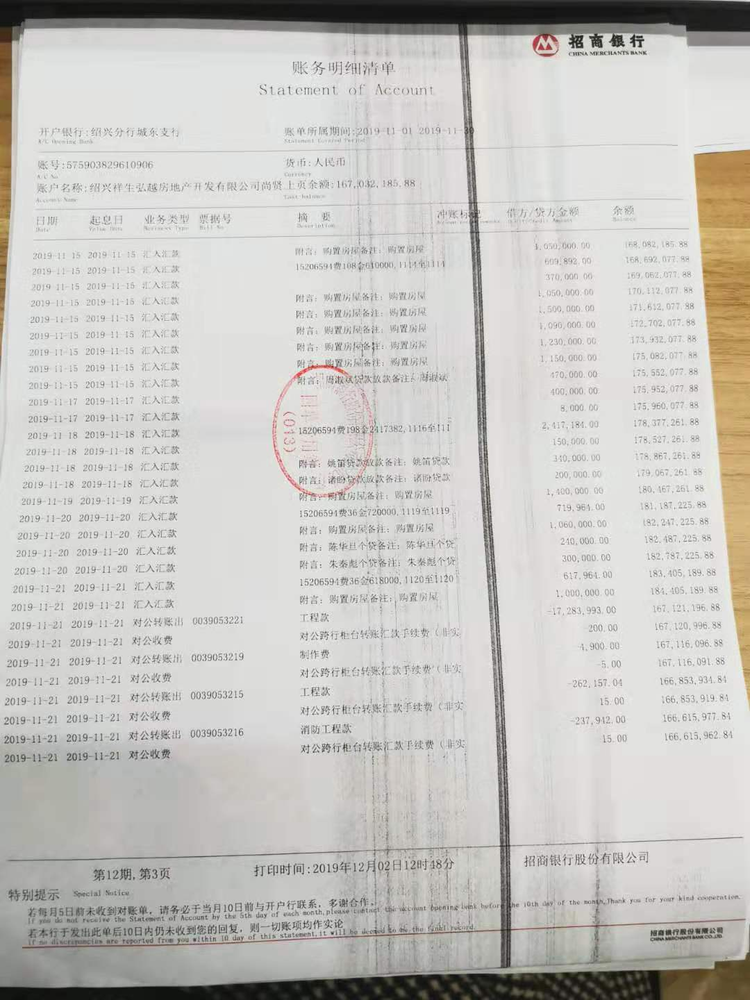 招商银行
CHINA MERCHANTS BANK
账务明细清单
Statement of Account
开户银行:绍兴分行城东支行 账单所属期间:2019-11-01 2019-11-30
A/C Opening Bank Statement Covered Period
账号:575903829610906 货币:人民币
A/C No Currency
账户名称:绍兴祥生弘越房地产开发有限公司尚贤 上页余额:167,032,185.88
Account Name Last balance
日期 起息日 业务类型 票据号 摘 要 冲账标记 借方/贷方金额 余额
Date Value Date Business Type Bill No Description Debit/Credit Amount Balance
2019-11-15 2019-11-15 汇入汇款 附言: 购置房屋备注: 购置房屋 1,050,000.00 168,082,185.88
2019-11-15 2019-11-15 汇入汇款 15206594费108金610000,1114至1114 609,892.00 168,692,077.88
2019-11-15 2019-11-15 汇入汇款 370,000.00 169,062,077.88
2019-11-15 2019-11-15 汇入汇款 附言: 购置房屋备注: 购置房屋 1,050,000.00 170,112,077.88
2019-11-15 2019-11-15 汇入汇款 附言: 购置房屋备注: 购置房屋 1,500,000.00 171,612,077.88
2019-11-15 2019-11-15 汇入汇款 附言: 购置房屋备注: 购置房屋 1,090,000.00 172,702,077.88
2019-11-15 2019-11-15 汇入汇款 附言: 购置房屋备注: 购置房屋 1,230,000.00 173,932,077.88
2019-11-15 2019-11-15 汇入汇款 附言: 购置房屋备注: 购置房屋 1,150,000.00 175,082,077.88
2019-11-15 2019-11-15 汇入汇款 附言: 周淑斌贷款放款备注: 周淑斌 470,000.00 175,552,077.88
2019-11-17 2019-11-17 汇入汇款 400,000.00 175,952,077.88
2019-11-17 2019-11-17 汇入汇款 8,000.00 175,960,077.88
2019-11-18 2019-11-18 汇入汇款 15206594费198金2417382,1116至111 2,417,184.00 178,377,261.88
2019-11-18 2019-11-18 汇入汇款 150,000.00 178,527,261.88
2019-11-18 2019-11-18 汇入汇款 附言: 姚笛贷款放款备注: 姚笛贷款 340,000.00 178,867,261.88
2019-11-18 2019-11-18 汇入汇款 附言: 诸盼贷款放款备注: 诸盼贷款 200,000.00 179,067,261.88
2019-11-19 2019-11-19 汇入汇款 附言: 购置房屋备注: 购置房屋 1,400,000.00 180,467,261.88
2019-11-20 2019-11-20 汇入汇款 15206594费36金720000,1119至1119 719,964.00 181,187,225.88
2019-11-20 2019-11-20 汇入汇款 附言: 购置房屋备注: 购置房屋 1,060,000.00 182,247,225.88
2019-11-20 2019-11-20 汇入汇款 附言: 陈华旦个贷备注: 陈华旦个贷 240,000.00 182,487,225.88
2019-11-20 2019-11-20 汇入汇款 附言: 朱秦彪个贷备注: 朱秦彪个贷 300,000.00 182,787,225.88
2019-11-21 2019-11-21 汇入汇款 15206594费36金618000,1120至1120 617,964.00 183,405,189.88
2019-11-21 2019-11-21 汇入汇款 附言: 购置房屋备注: 购置房屋 1,000,000.00 184,405,189.88
2019-11-21 2019-11-21 对公转账出 0039053221 工程款 -17,283,993.00 167,121,196.88
2019-11-21 2019-11-21 对公收费 对公跨行柜台转账汇款手续费（非实 -200.00 167,120,996.88
2019-11-21 2019-11-21 对公转账出 0039053219 制作费 -4,900.00 167,116,096.88
2019-11-21 2019-11-21 对公收费 对公跨行柜台转账汇款手续费（非实 -5.00 167,116,091.88
2019-11-21 2019-11-21 对公转账出 0039053215 工程款 -262,157.04 166,853,934.84
2019-11-21 2019-11-21 对公收费 对公跨行柜台转账汇款手续费（非实 15.00 166,853,919.84
2019-11-21 2019-11-21 对公转账出 0039053216 消防工程款 -237,942.00 166,615,977.84
2019-11-21 2019-11-21 对公收费 对公跨行柜台转账汇款手续费（非实 15.00 166,615,962.84
(013)
第12期,第3页 打印时间:2019年12月02日12时48分 招商银行股份有限公司
特别提示 Special Notice
若每月5日前未收到对账单，请务必于当月10日前与开户行联系，多谢合作。
If you do not receive the Statement of Account by the 5th day of each month,please contact the account opening bank before the 10th day of the month,Thank you for your kind cooperation.
若本行于发出此单后10日内仍未收到您的回复，则一切账项均作实论
If no discrepancies are reported from you within 10 day of this statement,it will be deemed to be the final record.
招商银行股份有限公司
CHINA MERCHANTS BANK CO.,LTD.